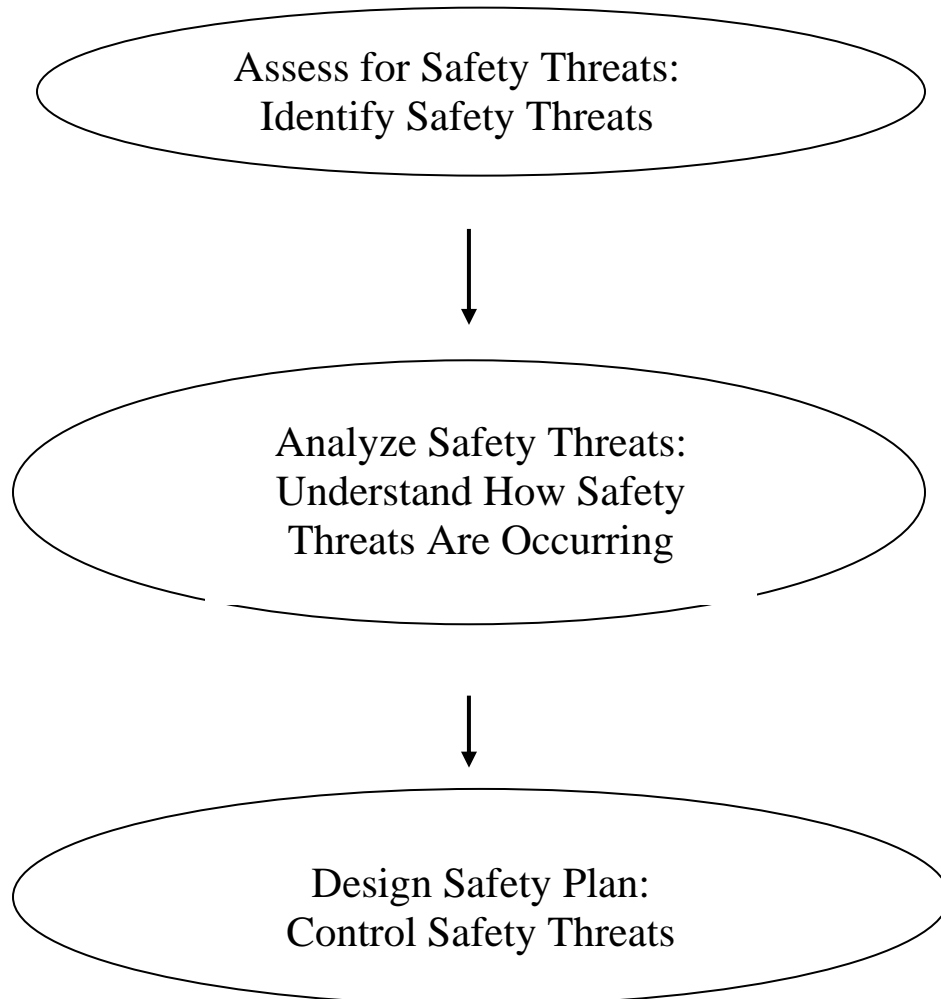 Assess for Safety Threats:
Identify Safety Threats
Analyze Safety Threats:
Understand How Safety
Threats Are Occurring
Design Safety Plan:
Control Safety Threats